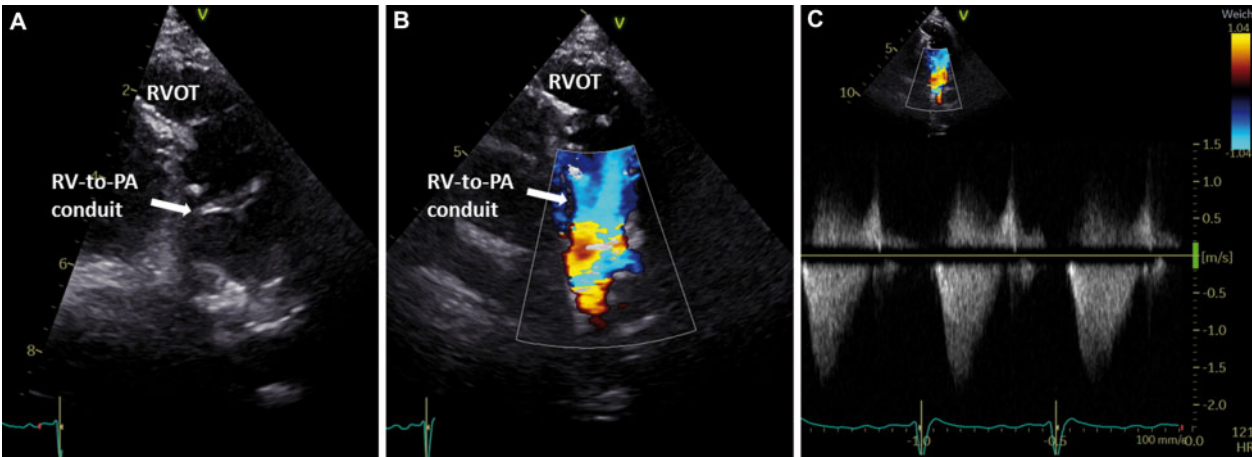 A
V
2
RVOT
4
RV-to-PA
conduit
6
8
B
V
RVOT
5
RV-to-PA
conduit
C
V
5
10
Weich
1.04
-1.04
1.5
1.0
0.5
[m/s]
-0.5
-1.0
-1.5
-2.0
-1.0
-0.5
100 mm/s
0.0
121
HR